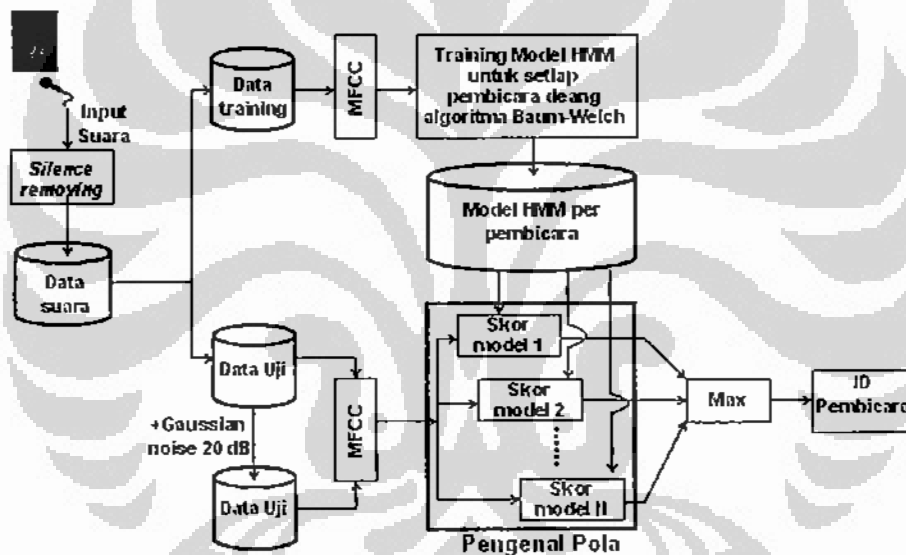 Input
Suara
Silence
removing
Data
suara
Data
training
MFCC
Training Model HMM
untuk setiap
pembicara deang
algoritma Baum-Welch
Model HMM per
pembicara
Data Uji
+Gaussian
noise 20 dB
Data Uji
MFCC
Skor
model 1
Skor
model 2
Skor
model N
Pengenal Pola
Max
ID
Pembicara